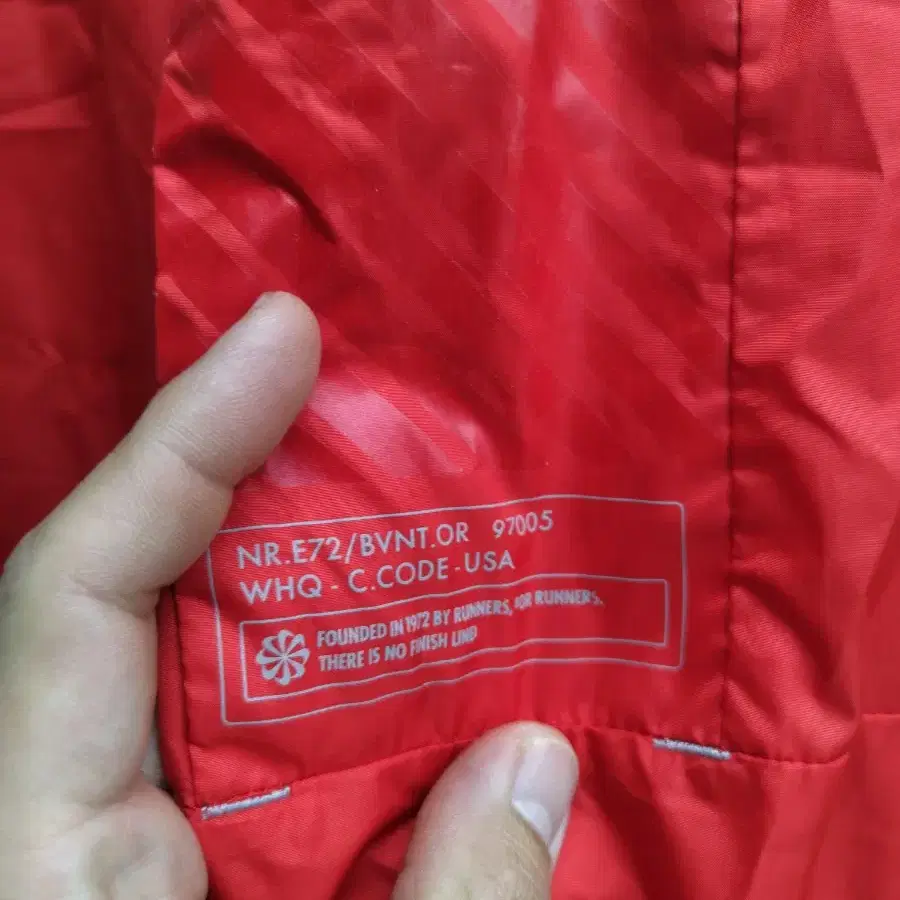 NR.E72/BVNT.OR 97005
WHQ - C.CODE - USA
FOUNDED IN 1972 BY RUNNERS, FOR RUNNERS.
THERE IS NO FINISH LINE